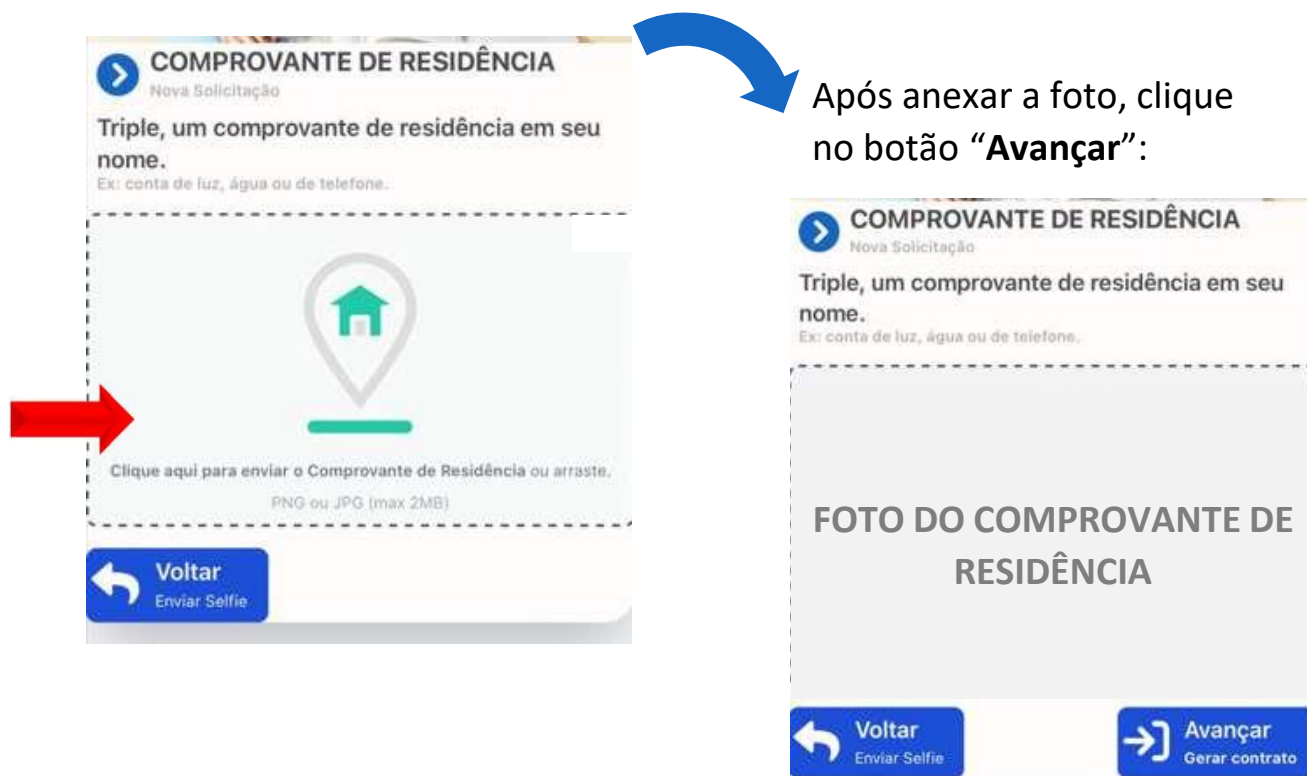 COMPROVANTE DE RESIDÊNCIA
Nova Solicitação
Triple, um comprovante de residência em seu
nome.
Ex: conta de luz, água ou de telefone.
Clique aqui para enviar o Comprovante de Residência ou arraste.
PNG ou JPG (max 2MB)
Voltar
Enviar Selfie
Após anexar a foto, clique
no botão “Avançar”:
COMPROVANTE DE RESIDÊNCIA
Nova Solicitação
Triple, um comprovante de residência em seu
nome.
Ex: conta de luz, água ou de telefone.
FOTO DO COMPROVANTE DE
RESIDÊNCIA
Voltar
Enviar Selfie
Avançar
Gerar contrato